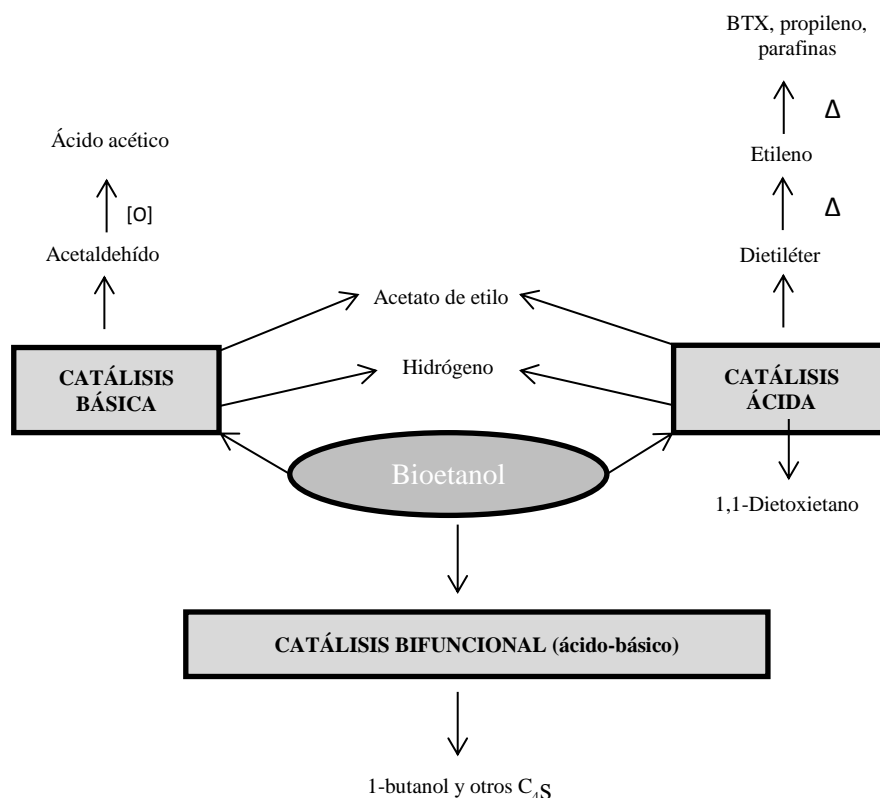 BTX, propileno,
parafinas
Δ
Ácido acético
Etileno
[O]
Δ
Acetaldehído
Dietiléter
Acetato de etilo
CATÁLISIS
BÁSICA
Hidrógeno
CATÁLISIS
ÁCIDA
Bioetanol
1,1-Dietoxietano
CATÁLISIS BIFUNCIONAL (ácido-básico)
1-butanol y otros C₄s